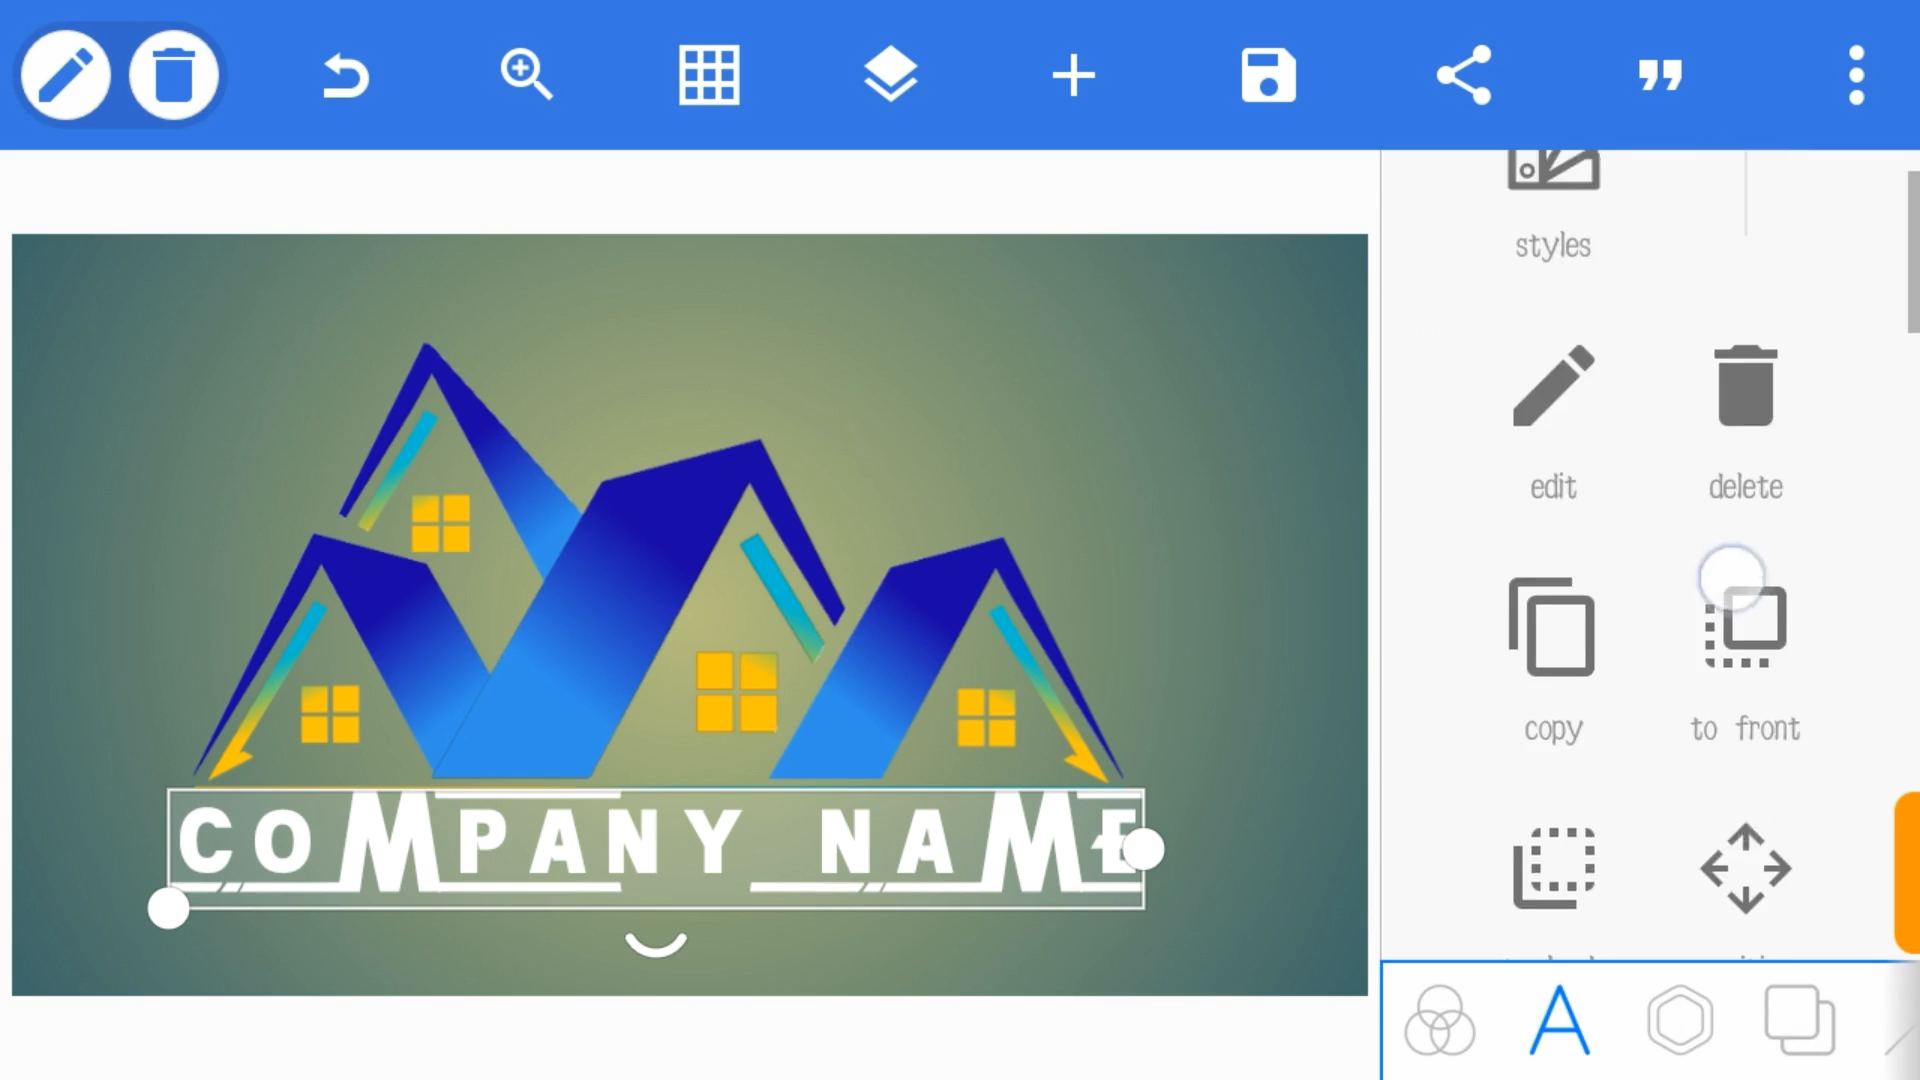 styles
edit
delete
copy
to front
COMPANY NAME
A